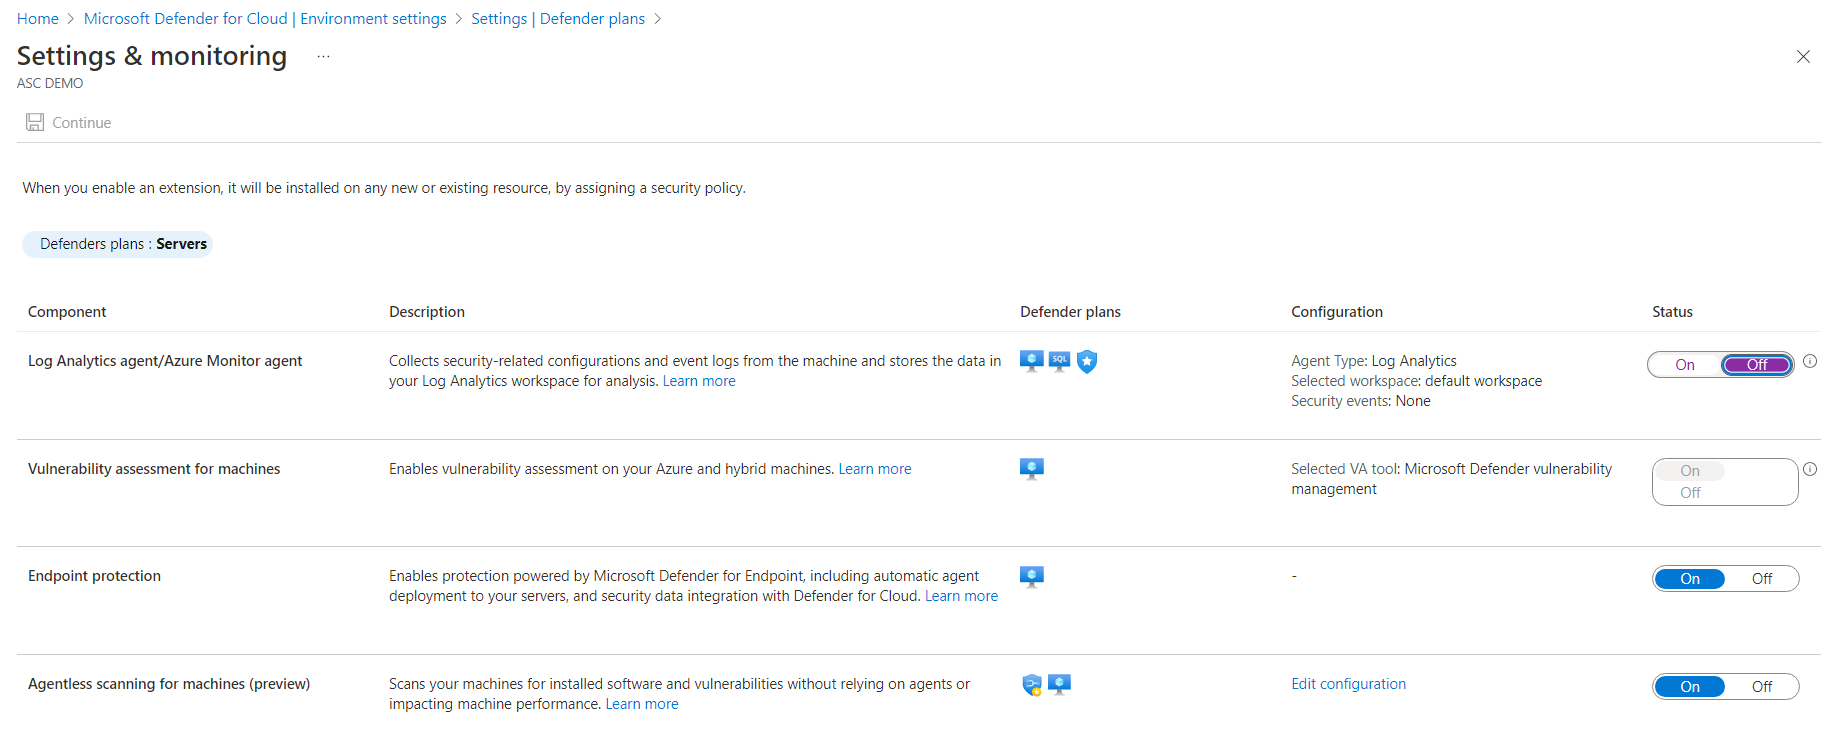 Home > Microsoft Defender for Cloud | Environment settings > Settings | Defender plans >
Settings & monitoring ...
ASC DEMO
Continue
When you enable an extension, it will be installed on any new or existing resource, by assigning a security policy.
Defenders plans : Servers
Component Description Defender plans Configuration Status
Log Analytics agent/Azure Monitor agent
Collects security-related configurations and event logs from the machine and stores the data in
your Log Analytics workspace for analysis. Learn more
SQL
Agent Type: Log Analytics
Selected workspace: default workspace
Security events: None
On Off
Vulnerability assessment for machines
Enables vulnerability assessment on your Azure and hybrid machines. Learn more
Selected VA tool: Microsoft Defender vulnerability
management
On
Off
Endpoint protection
Enables protection powered by Microsoft Defender for Endpoint, including automatic agent
deployment to your servers, and security data integration with Defender for Cloud. Learn more
-
On Off
Agentless scanning for machines (preview)
Scans your machines for installed software and vulnerabilities without relying on agents or
impacting machine performance. Learn more
Edit configuration
On Off